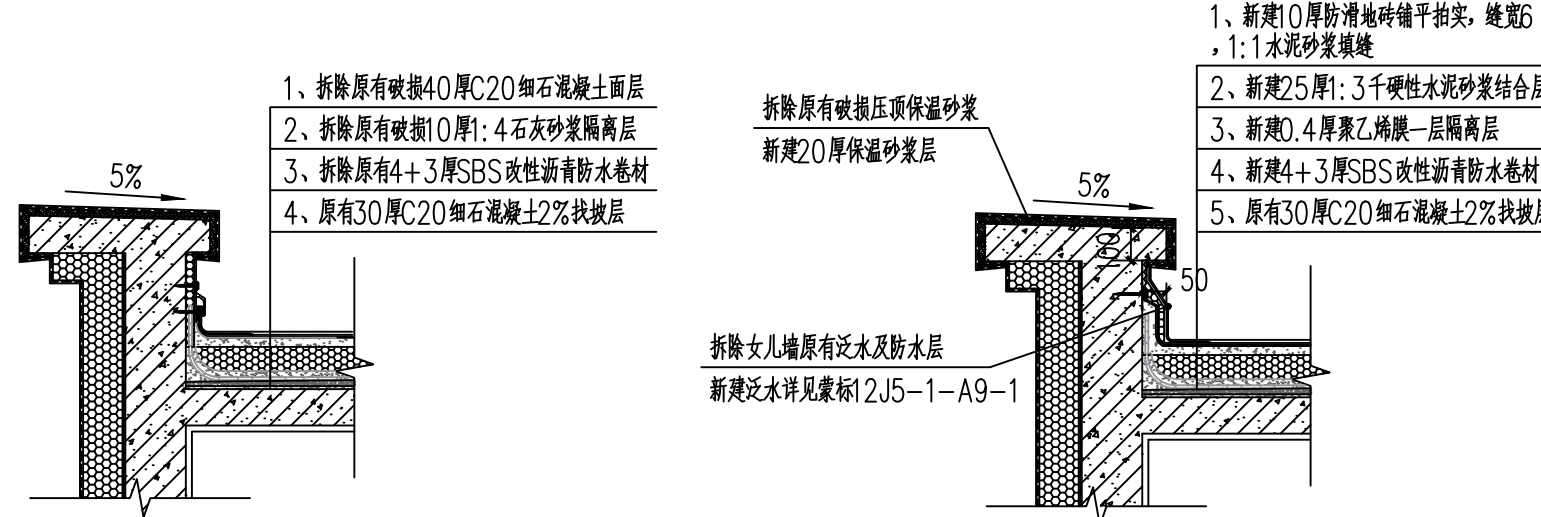 1、拆除原有破损40厚C20细石混凝土面层
2、拆除原有破损10厚1:4石灰砂浆隔离层
3、拆除原有4+3厚SBS改性沥青防水卷材
4、原有30厚C20细石混凝土2%找坡层
5%
拆除原有破损压顶保温砂浆
新建20厚保温砂浆层
1、新建10厚防滑地砖铺平拍实，缝宽6
，1:1水泥砂浆填缝
2、新建25厚1:3干硬性水泥砂浆结合层
3、新建0.4厚聚乙烯膜一层隔离层
4、新建4+3厚SBS改性沥青防水卷材
5、原有30厚C20细石混凝土2%找坡层
5%
100
50
拆除女儿墙原有泛水及防水层
新建泛水详见蒙标12J5-1-A9-1